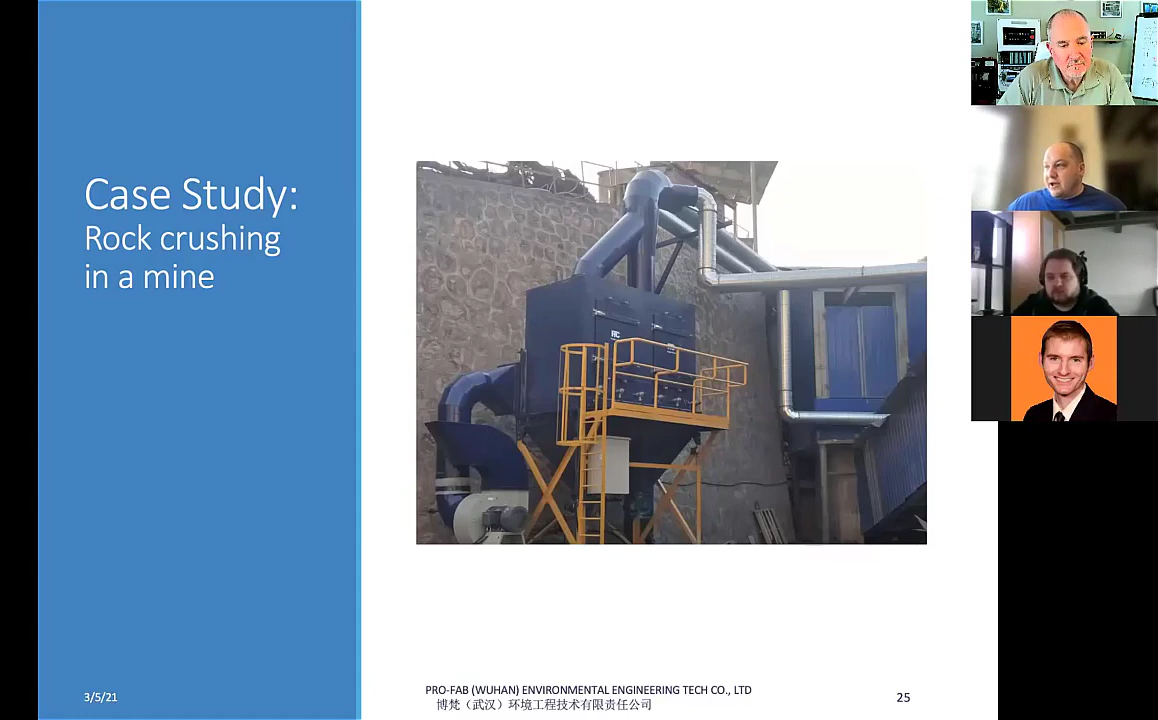 Case Study:
Rock crushing
in a mine
3/5/21
PRO-FAB (WUHAN) ENVIRONMENTAL ENGINEERING TECH CO., LTD
博梵（武汉）环境工程技术有限责任公司
25